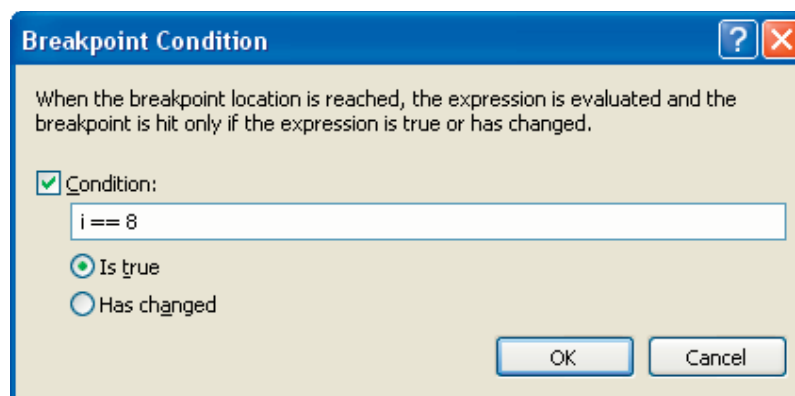 Breakpoint Condition
When the breakpoint location is reached, the expression is evaluated and the
breakpoint is hit only if the expression is true or has changed.
Condition:
i == 8
Is true
Has changed
OK Cancel